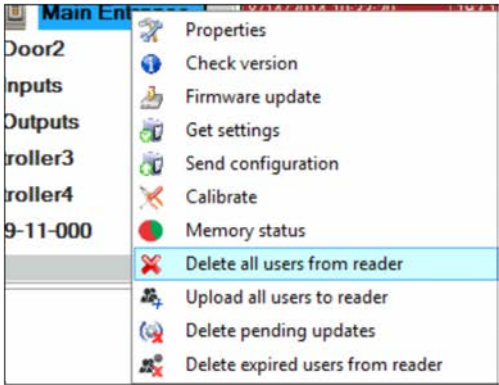 Main
Properties
Door2
Check version
nputs
Firmware update
Outputs
Get settings
troller3
Send configuration
troller4
Calibrate
9-11-000
Memory status
Delete all users from reader
Upload all users to reader
Delete pending updates
Delete expired users from reader